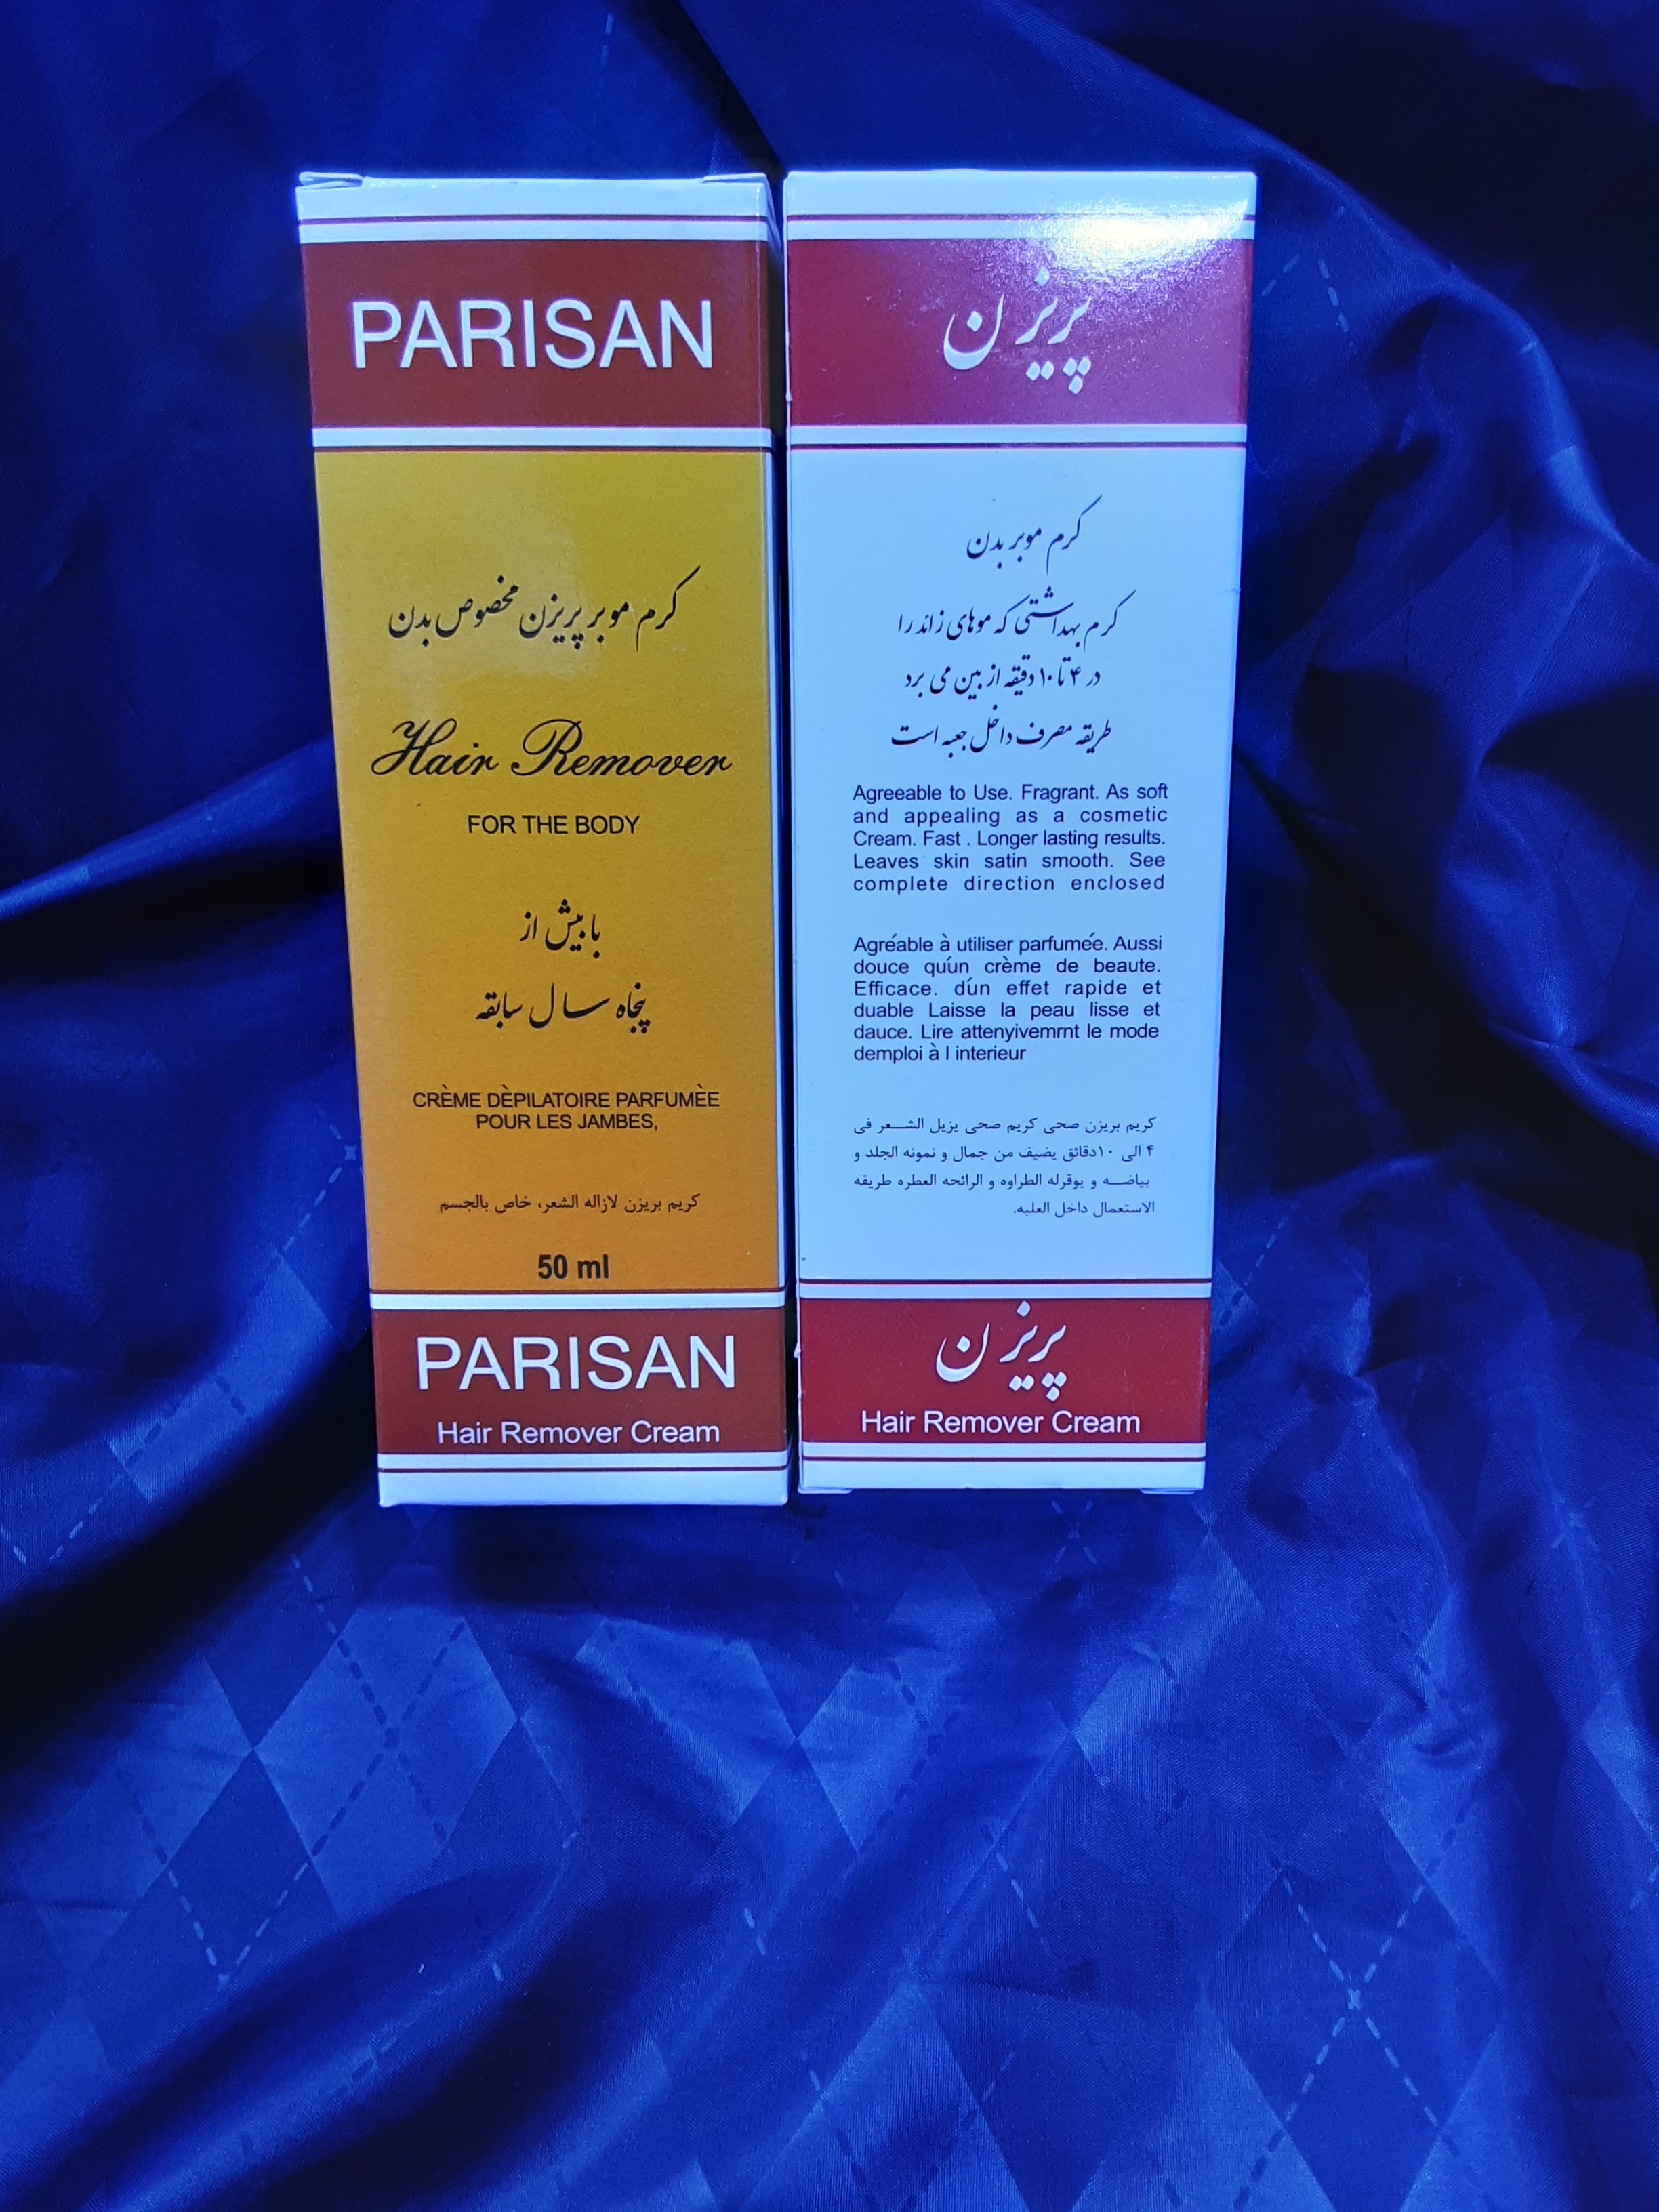 PARISAN
کرم موبر پریزن مخصوص بدن
Hair Remover
FOR THE BODY
با بیش از
پنجاه سال سابقه
CRÈME DÈPILATOIRE PARFUMÈE
POUR LES JAMBES,
کریم بریزن لازاله الشعر، خاص بالجسم
50 ml
PARISAN
Hair Remover Cream
پریزن
کرم موبر بدن
کرم بهداشتی که موهای زاند را
در ۴ تا ۱۰ دقیقه از بین می برد
طریقه مصرف داخل جعبه است
Agreeable to Use. Fragrant. As soft
and appealing as a cosmetic
Cream. Fast . Longer lasting results.
Leaves skin satin smooth. See
complete direction enclosed
Agréable à utiliser parfumée. Aussi
douce qu'un crème de beaute.
Efficace. d'un effet rapide et
duable Laisse la peau lisse et
dauce. Lire attenyivemrnt le mode
demploi à l interieur
کریم بریزن صحی کریم صحی یزیل الشعر فی
۴ الی ۱۰دقائق یضیف من جمال و نمونه الجلد و
بیاضه و یوقرله الطراوه و الرائحه العطره طریقه
الاستعمال داخل العلبه.
پریزن
Hair Remover Cream